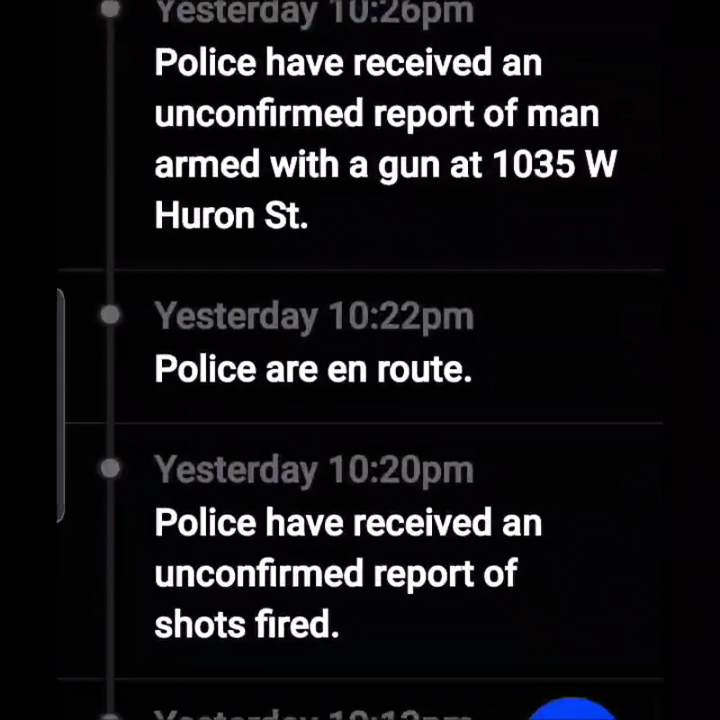 Yesterday 10:26pm
Police have received an
unconfirmed report of man
armed with a gun at 1035 W
Huron St.
Yesterday 10:22pm
Police are en route.
Yesterday 10:20pm
Police have received an
unconfirmed report of
shots fired.
Yesterday